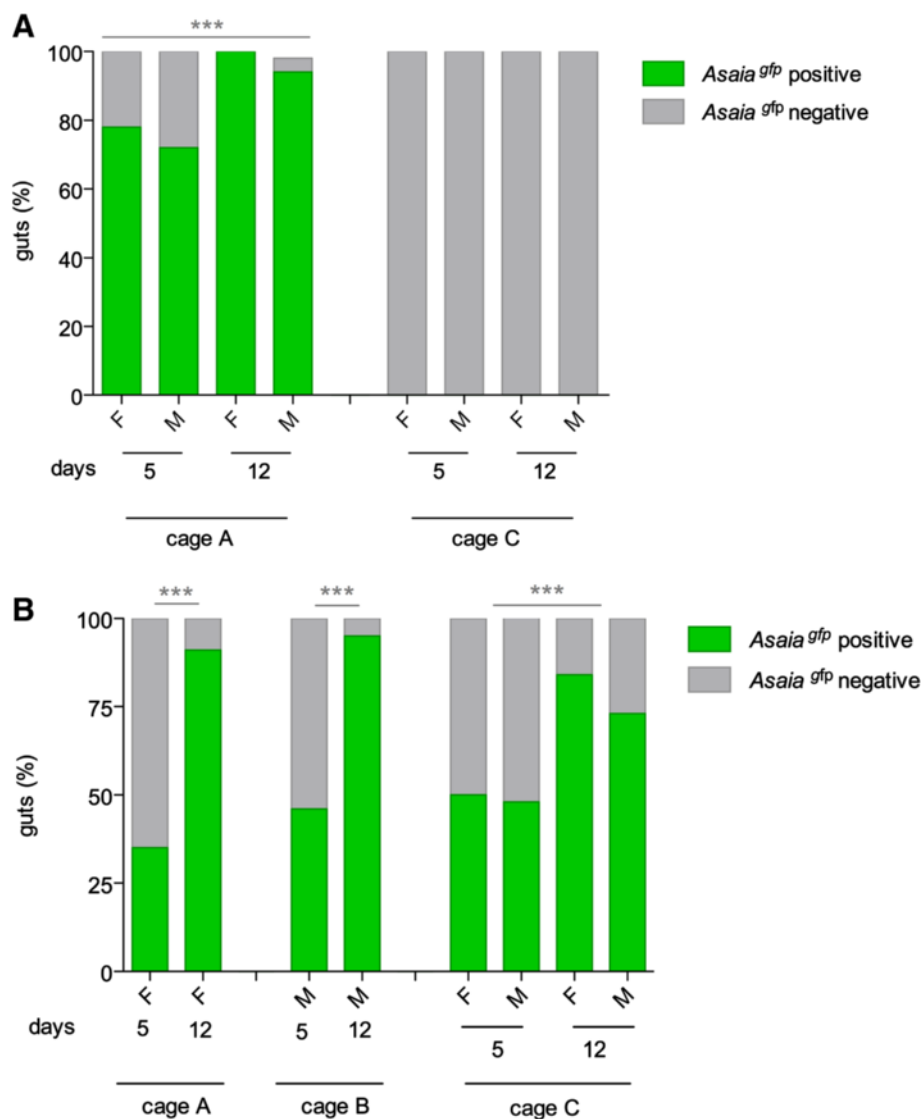 A
***
100
80
60
40
20
0
guts (%)
Asaia gfp positive
Asaia gfp negative
F M F M F M F M
days 5 12 5 12
cage A cage C
B
*** *** ***
100
75
50
25
0
guts (%)
Asaia gfp positive
Asaia gfp negative
F F M M F M F M
days 5 12 5 12 5 12
cage A cage B cage C